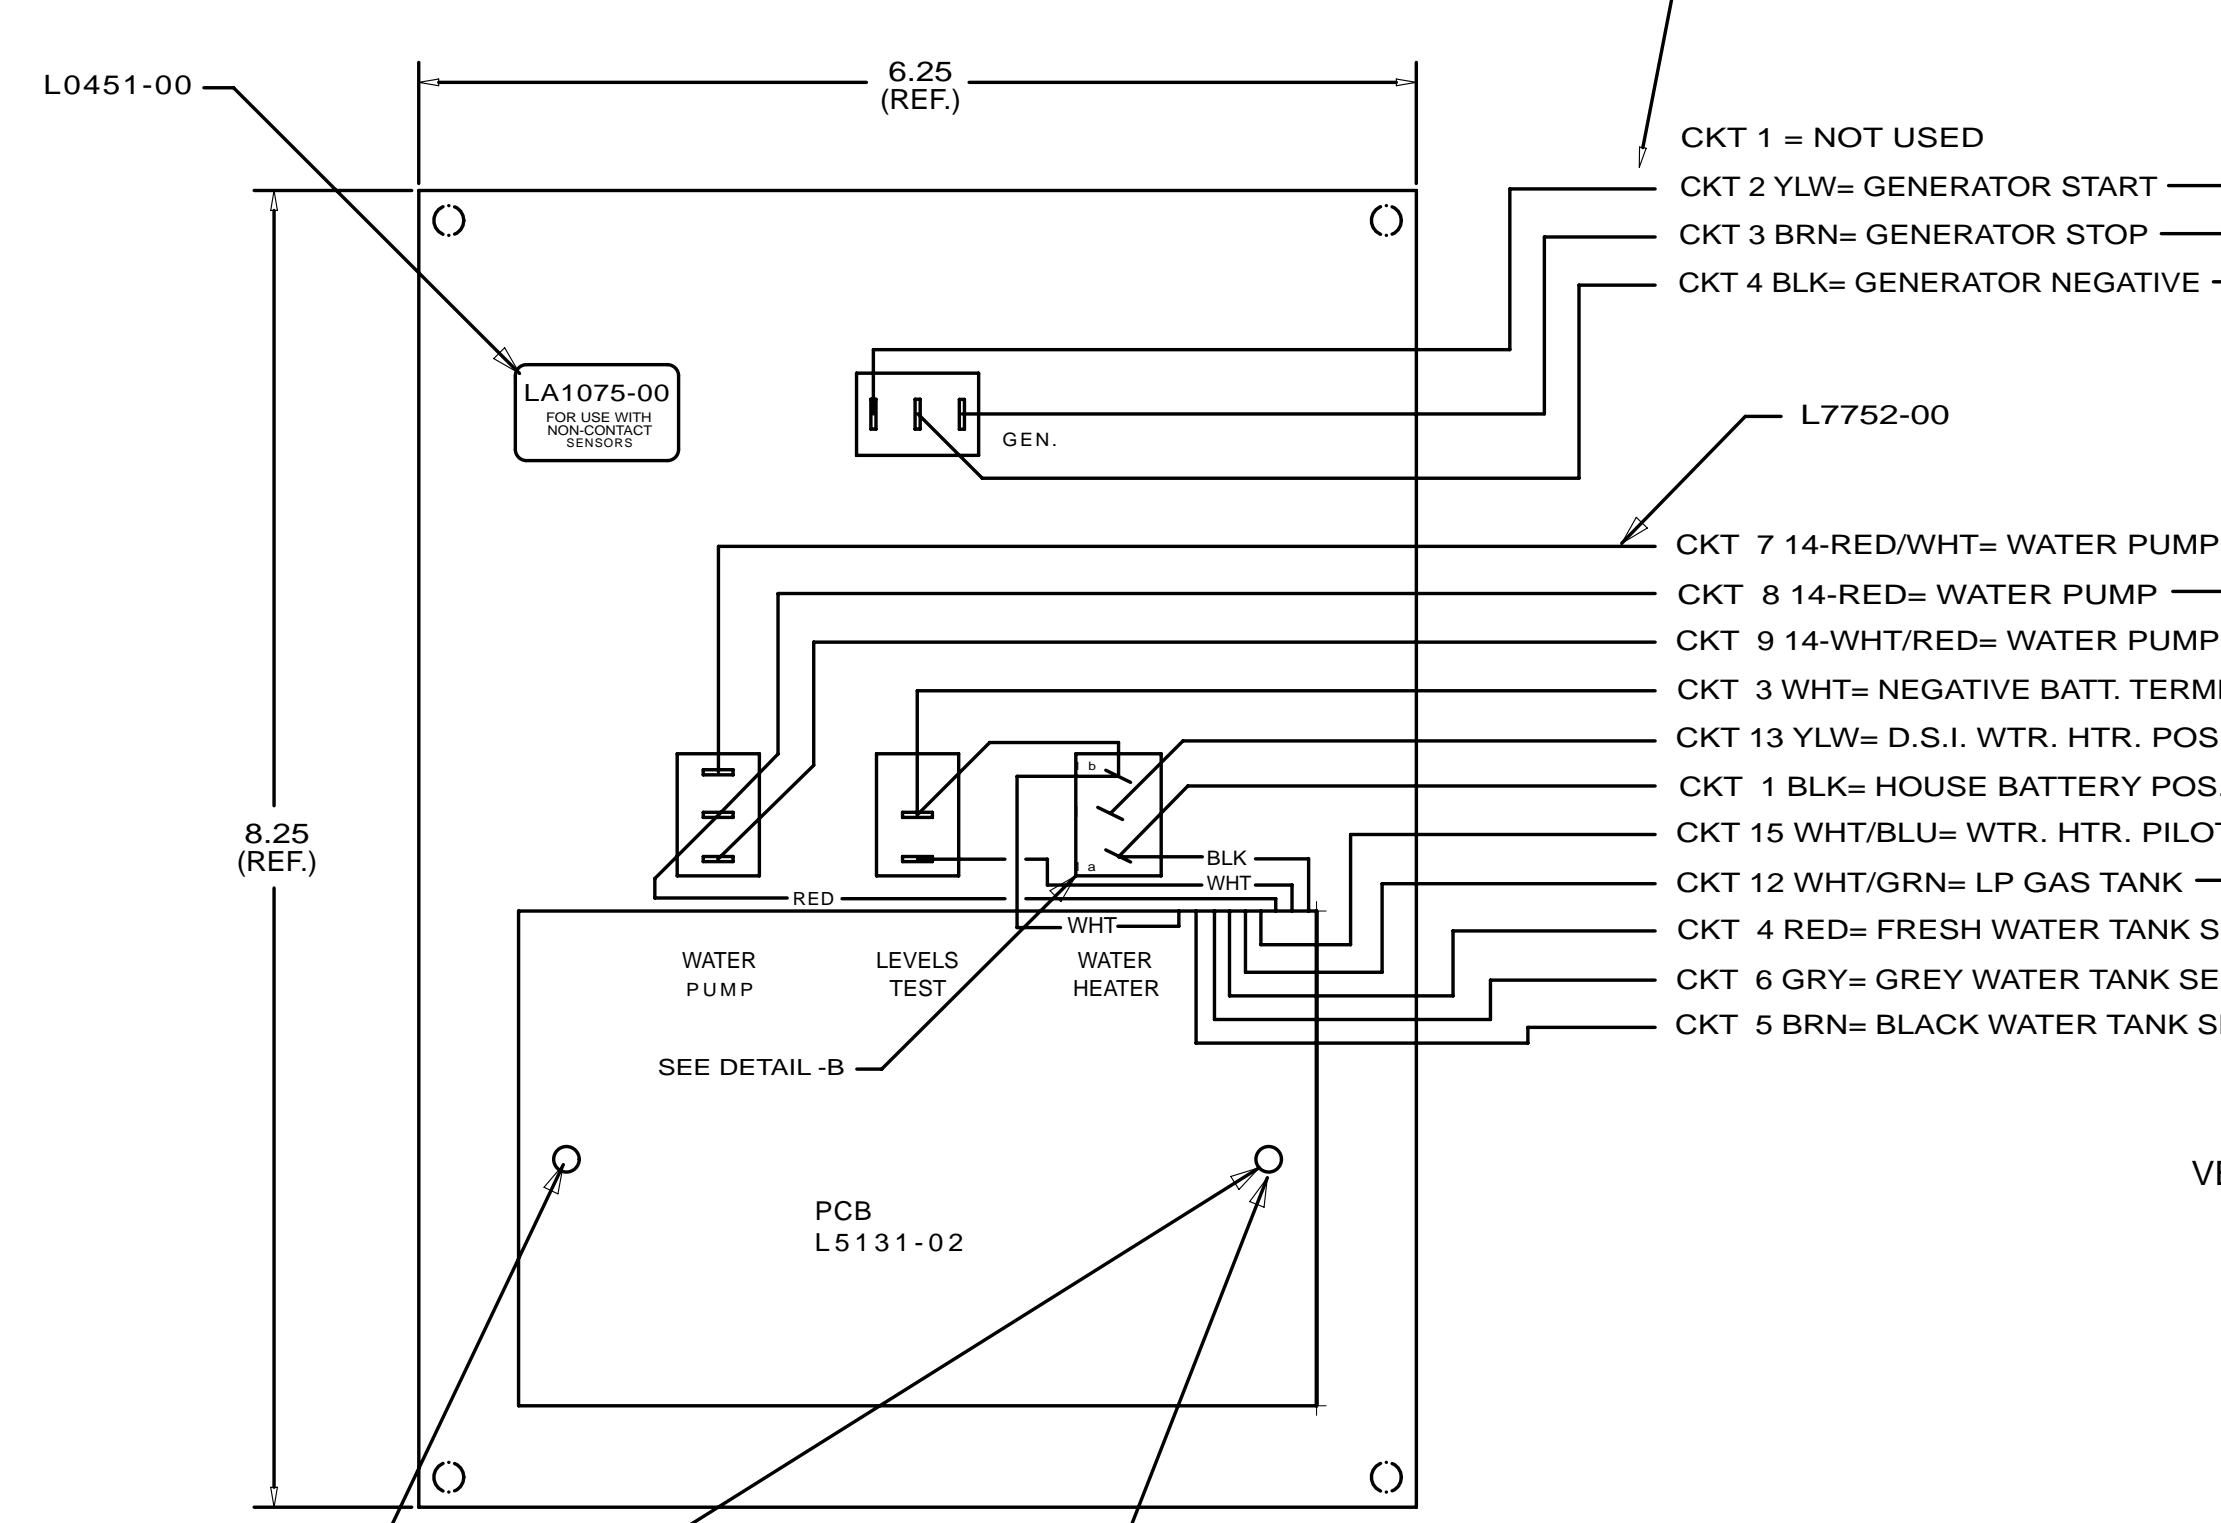 L0451-00
6.25
(REF.)
CKT 1 = NOT USED
CKT 2 YLW= GENERATOR START
CKT 3 BRN= GENERATOR STOP
CKT 4 BLK= GENERATOR NEGATIVE
LA1075-00
FOR USE WITH
NON-CONTACT
SENSORS
GEN.
L7752-00
CKT 7 14-RED/WHT= WATER PUMP
CKT 8 14-RED= WATER PUMP
CKT 9 14-WHT/RED= WATER PUMP
CKT 3 WHT= NEGATIVE BATT.
CKT 13 YLW= D.S.I. WTR. HTR. POS
CKT 1 BLK= HOUSE BATTERY POS.
CKT 15 WHT/BLU= WTR. HTR. PILOT
CKT 12 WHT/GRN= LP GAS TANK
CKT 4 RED= FRESH WATER TANK
CKT 6 GRY= GREY WATER TANK
CKT 5 BRN= BLACK WATER TANK
8.25
(REF.)
b
a
BLK
WHT
RED
WHT
WATER
PUMP
LEVELS
TEST
WATER
HEATER
SEE DETAIL -B
PCB
L5131-02